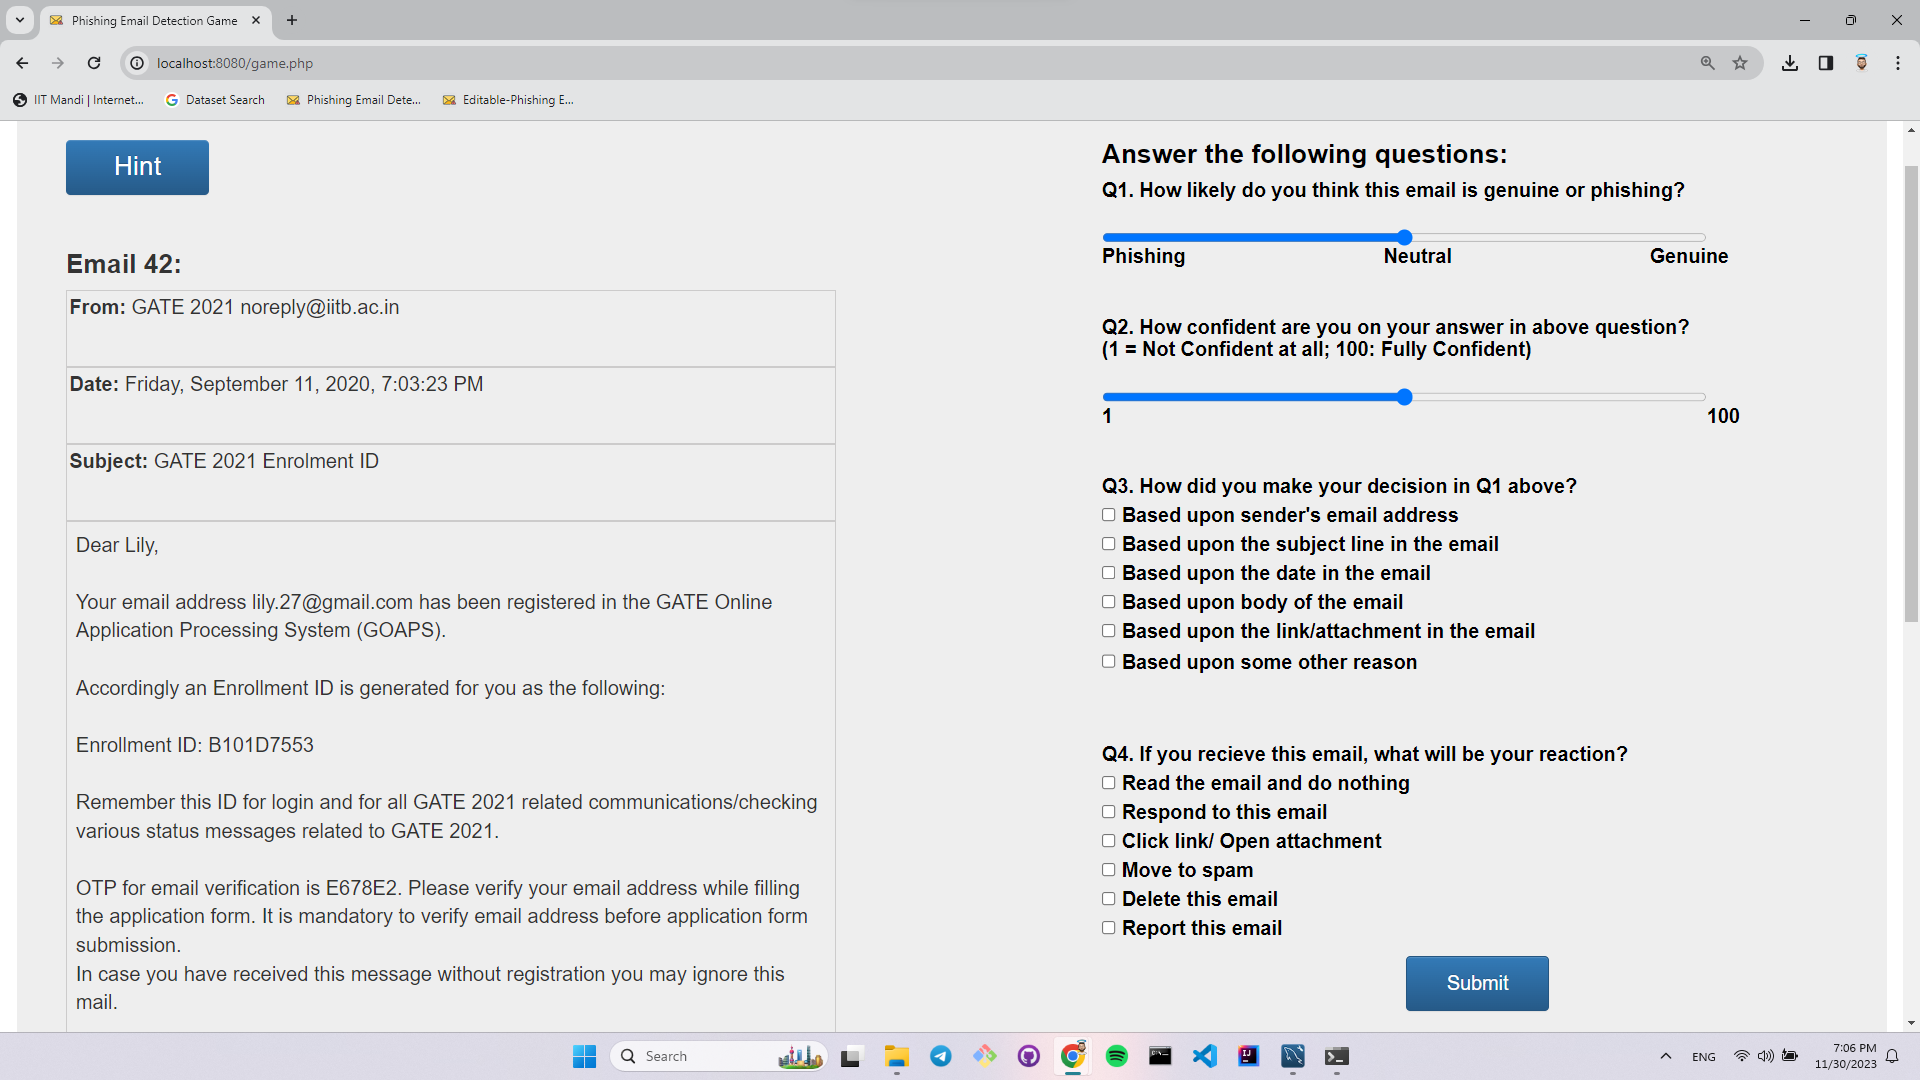 Phishing Email Detection Game
localhost:8080/game.php
IIT Mandi | Internet...
Dataset Search
Phishing Email Dete...
Editable-Phishing E...
Hint
Email 42:
From: GATE 2021 noreply@iitb.ac.in
Date: Friday, September 11, 2020, 7:03:23 PM
Subject: GATE 2021 Enrolment ID
Dear Lily,
Your email address lily.27@gmail.com has been registered in the GATE Online
Application Processing System (GOAPS).
Accordingly an Enrollment ID is generated for you as the following:
Enrollment ID: B101D7553
Remember this ID for login and for all GATE 2021 related communications/checking
various status messages related to GATE 2021.
OTP for email verification is E678E2. Please verify your email address while filling
the application form. It is mandatory to verify email address before application form
submission.
In case you have received this message without registration you may ignore this
mail.
Answer the following questions:
Q1. How likely do you think this email is genuine or phishing?
Phishing
Neutral
Genuine
Q2. How confident are you on your answer in above question?
(1 = Not Confident at all; 100: Fully Confident)
1
100
Q3. How did you make your decision in Q1 above?
Based upon sender's email address
Based upon the subject line in the email
Based upon the date in the email
Based upon body of the email
Based upon the link/attachment in the email
Based upon some other reason
Q4. If you recieve this email, what will be your reaction?
Read the email and do nothing
Respond to this email
Click link/ Open attachment
Move to spam
Delete this email
Report this email
Submit
Search
ENG
7:06 PM
11/30/2023